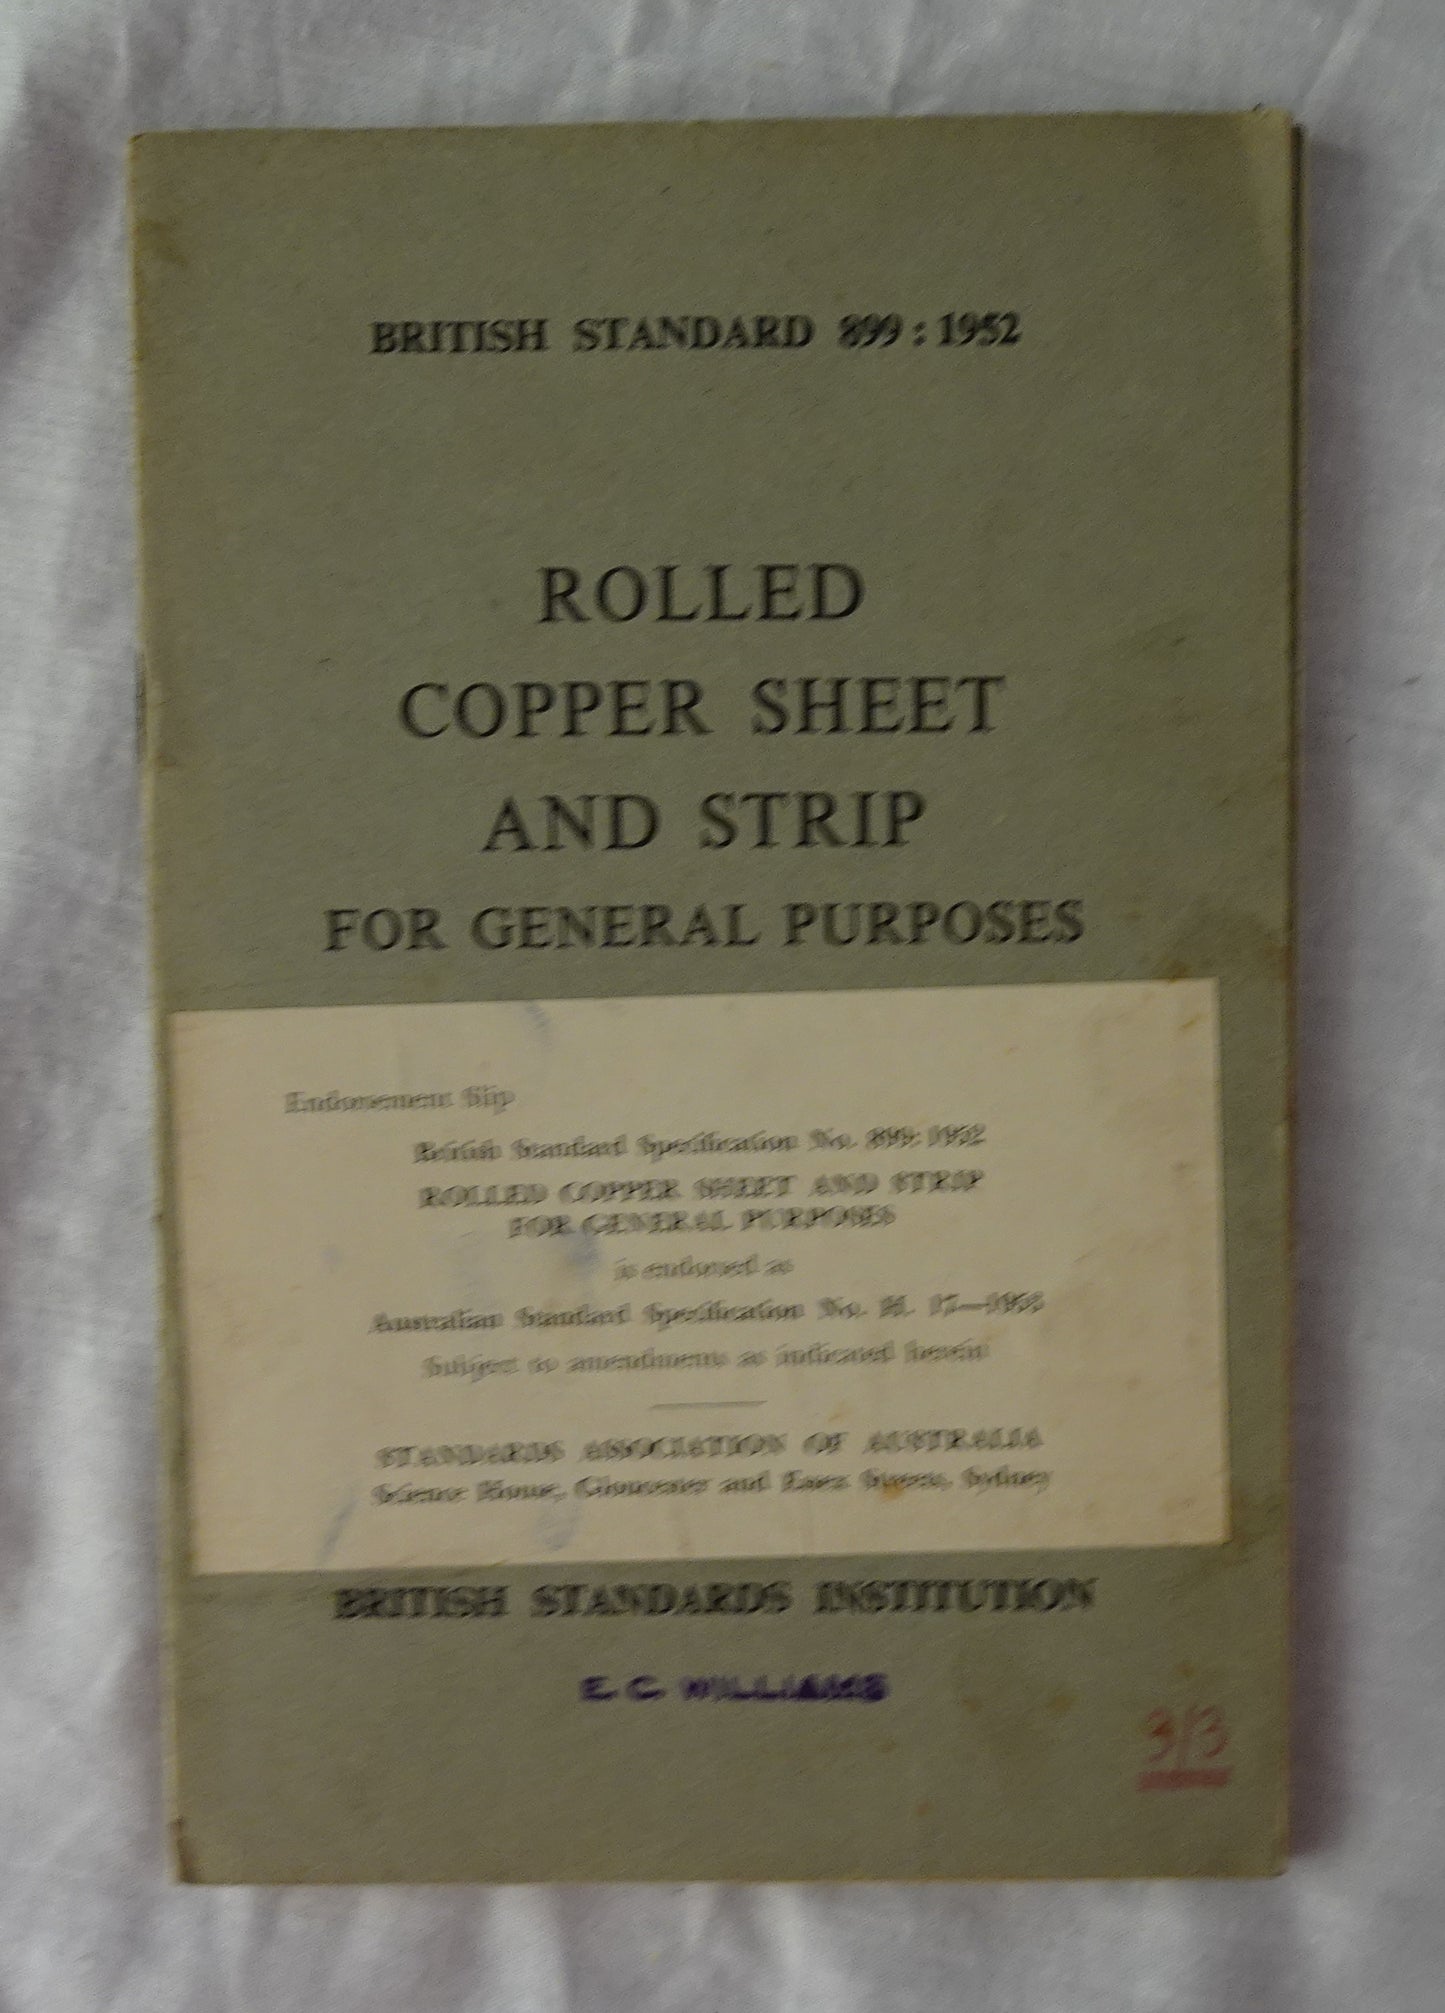 BRITISH STANDARD 899 : 1952
ROLLED
COPPER SHEET
AND STRIP
FOR GENERAL PURPOSES
Endorsement Slip
British Standard Specification No. 899: 1952
ROLLED COPPER SHEET AND STRIP
FOR GENERAL PURPOSES
is endorsed as
Australian Standard Specification No. H. 17—
Subject to amendments as indicated herein
STANDARDS ASSOCIATION OF AUSTRALIA
Science House, Gloucester and Essex Streets, Sydney
BRITISH STANDARDS INSTITUTION
E. C. WILLIAMS
3/3